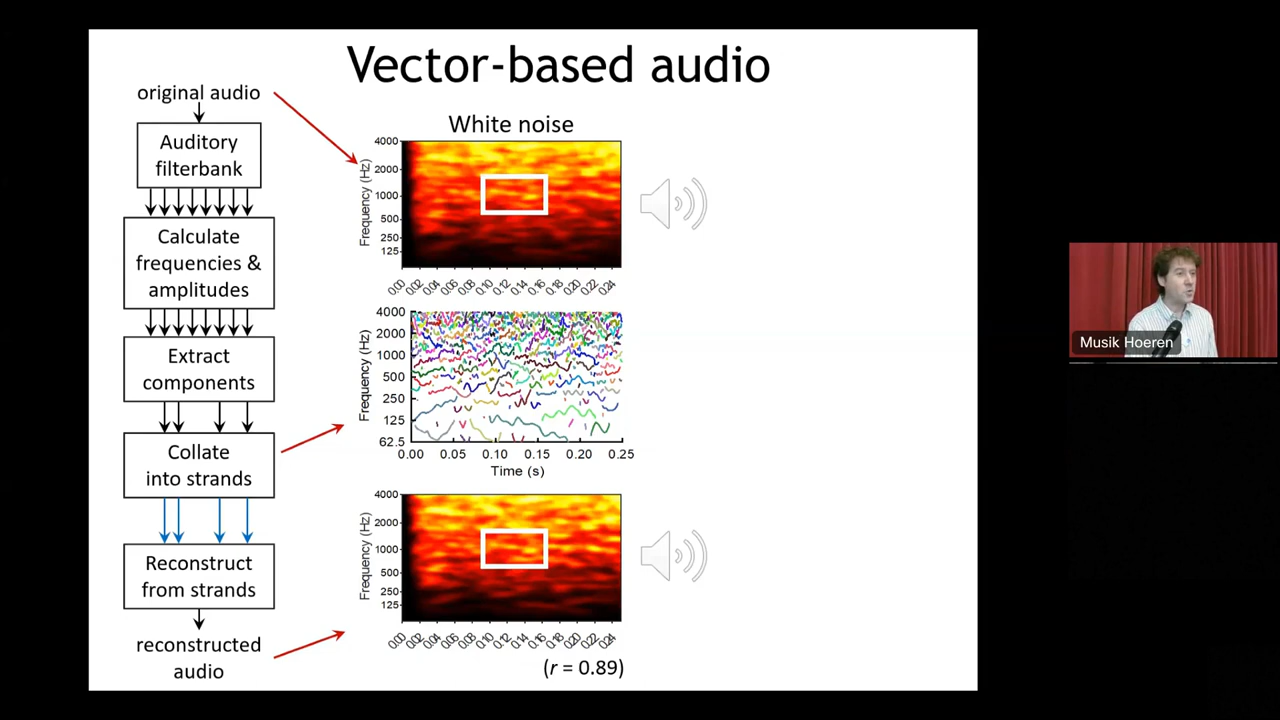 Vector-based audio
original audio
Auditory
filterbank
Calculate
frequencies &
amplitudes
Extract
components
Collate
into strands
Reconstruct
from strands
reconstructed
audio
White noise
Frequency (Hz)
4000
2000
1000
500
250
125
0.00 0.02 0.04 0.06 0.08 0.10 0.12 0.14 0.16 0.18 0.20 0.22 0.24
Frequency (Hz)
4000
2000
1000
500
250
125
62.5
0.00 0.05 0.10 0.15 0.20 0.25
Time (s)
Frequency (Hz)
4000
2000
1000
500
250
125
0.00 0.02 0.04 0.06 0.08 0.10 0.12 0.14 0.16 0.18 0.20 0.22 0.24
(r = 0.89)
Musik Hoeren